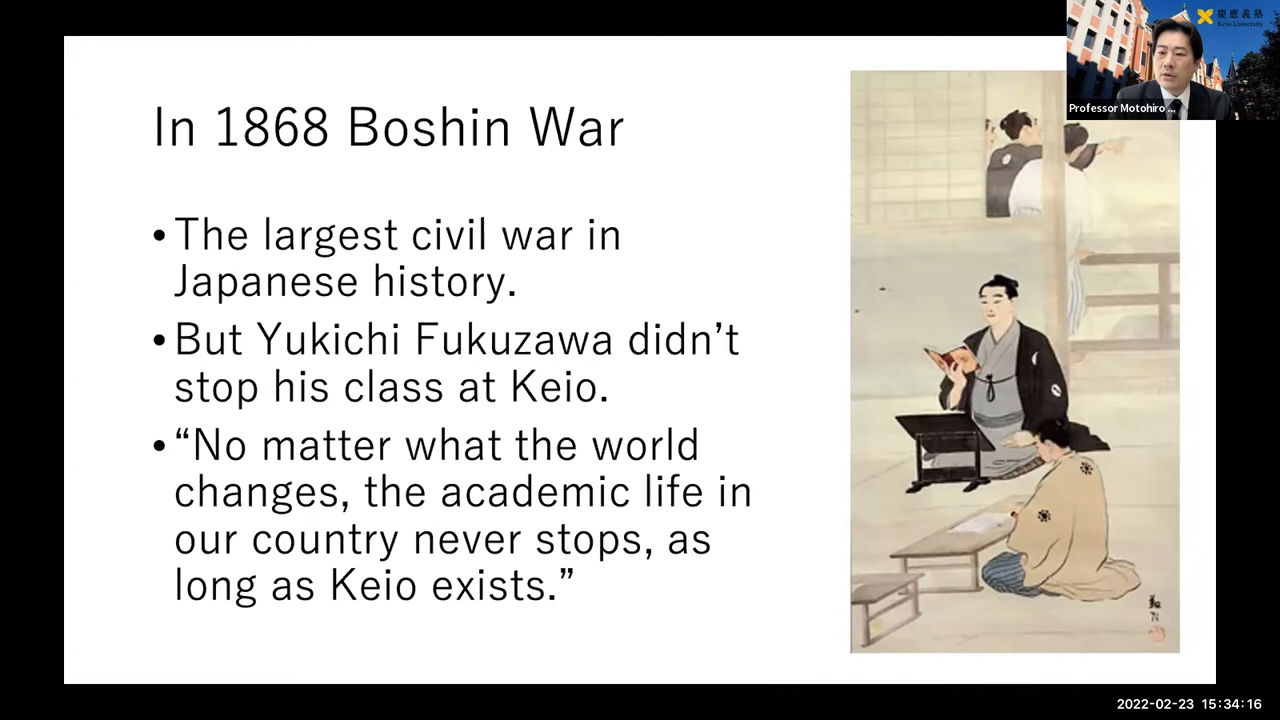 In 1868 Boshin War
• The largest civil war in
Japanese history.
• But Yukichi Fukuzawa didn’t
stop his class at Keio.
• “No matter what the world
changes, the academic life in
our country never stops, as
long as Keio exists.”
慶應義塾
Keio University
Professor Motohiro ...
2022-02-23 15:34:16